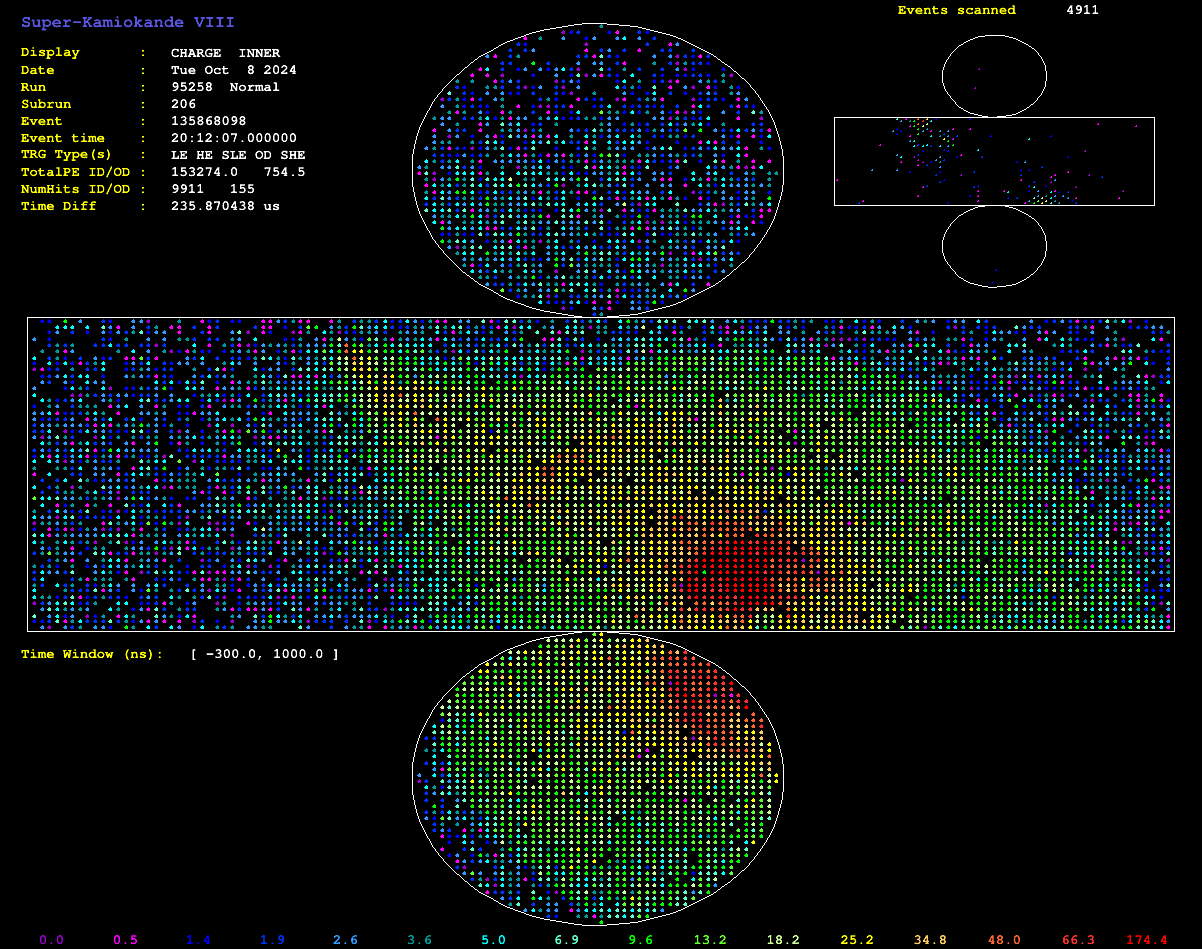 Super-Kamiokande VIII
Events scanned 4911
Display : CHARGE INNER
Date : Tue Oct 8 2024
Run : 95258 Normal
Subrun : 206
Event : 135868098
Event time : 20:12:07.000000
TRG Type(s) : LE HE SLE OD SHE
TotalPE ID/OD : 153274.0 754.5
NumHits ID/OD : 9911 155
Time Diff : 235.870438 us
Time Window (ns): [ -300.0, 1000.0 ]
0.0 0.5 1.4 1.9 2.6 3.6 5.0 6.9 9.6 13.2 18.2 25.2 34.8 48.0 66.3 174.4